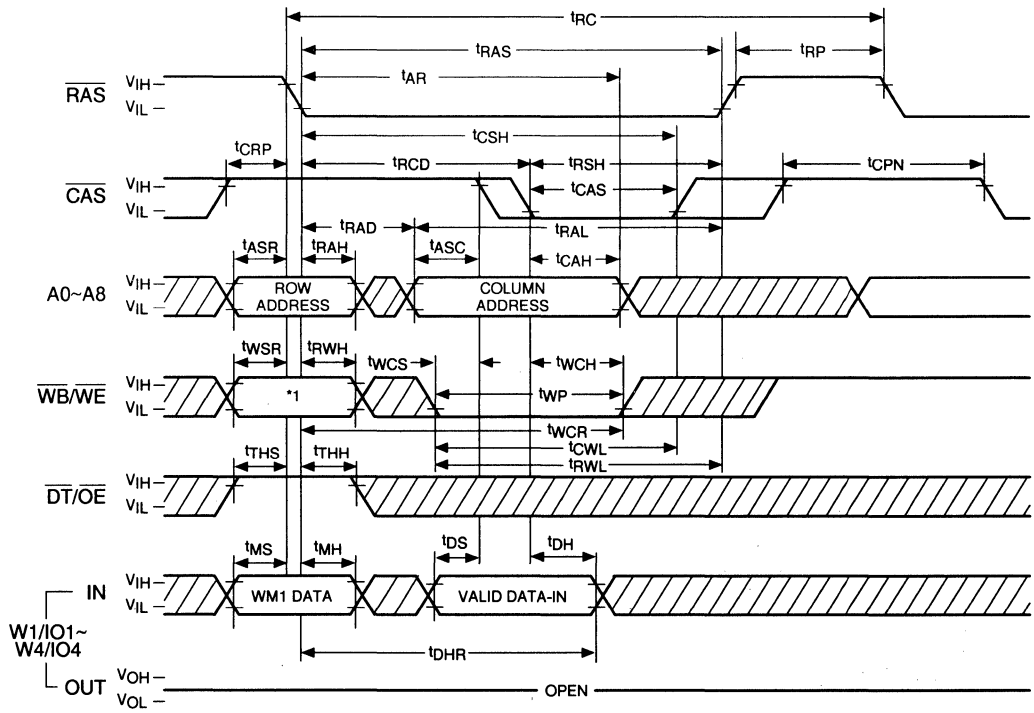 tRC
tRAS
tRP
tAR
RAS
VIH
VIL
tCSH
tCRP
tRCD
tRSH
tCPN
CAS
VIH
VIL
tCAS
tRAD
tRAL
tASR
tRAH
tASC
tCAH
A0~A8
VIH
VIL
ROW ADDRESS
COLUMN ADDRESS
tWSR
tRWH
tWCS
tWCH
WB/WE
VIH
VIL
*1
tWP
tWCR
tCWL
tRWL
tTHS
tTHH
DT/OE
VIH
VIL
tMS
tMH
tDS
tDH
IN
VIH
VIL
WM1 DATA
VALID DATA-IN
W1/IO1~
W4/IO4
tDHR
OUT
VOH
VOL
OPEN